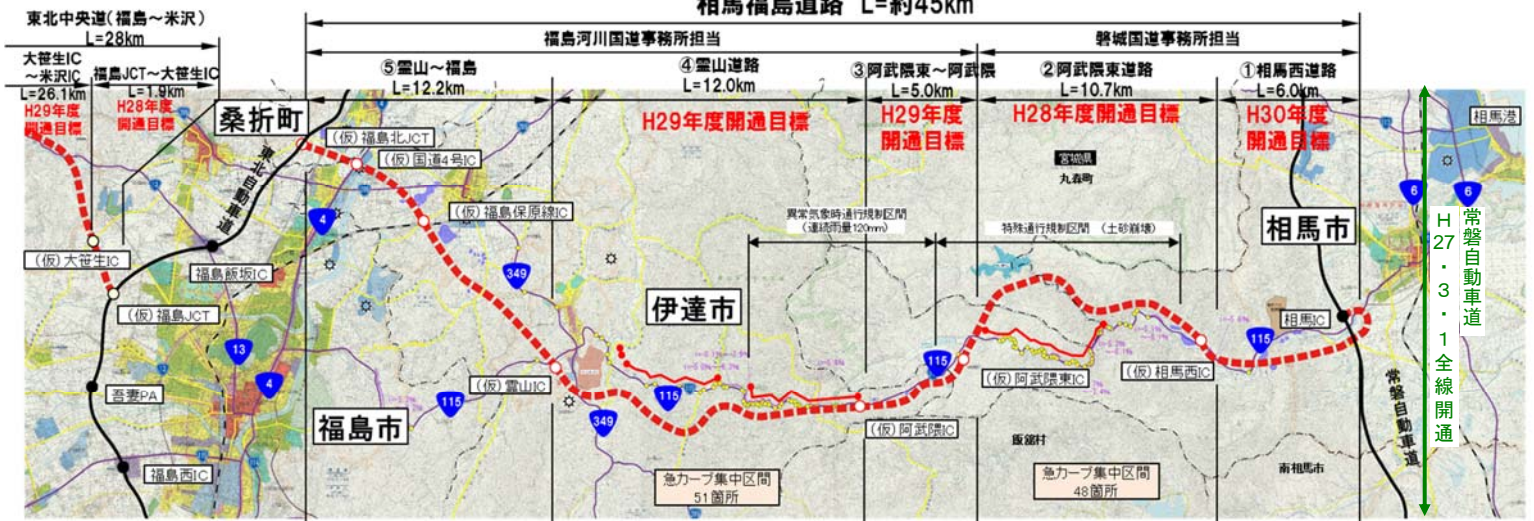 相馬福島道路 L=約45km
東北中央道(福島～米沢)
L=28km
福島河川国道事務所担当
磐城国道事務所担当
大笹生IC
～米沢IC
L=26.1km
福島JCT～大笹生IC
L=1.9km
⑤霊山～福島
L=12.2km
④霊山道路
L=12.0km
③阿武隈東～阿武隈
L=5.0km
②阿武隈東道路
L=10.7km
①相馬西道路
L=6.0km
H29年度
開通目標
H28年度
開通目標
H29年度開通目標
H29年度
開通目標
H28年度開通目標
H30年度
開通目標
桑折町
東北自動車道
(仮)福島北JCT
(仮)国道4号IC
(仮)福島保原線IC
宮城県
丸森町
相馬港
異常気象時通行規制区間
(連続雨量120mm)
特殊通行規制区間 (土砂崩壊)
相馬市
伊達市
福島市
(仮)大笹生IC
福島飯坂IC
(仮)福島JCT
吾妻PA
福島西IC
(仮)霊山IC
(仮)阿武隈IC
(仮)阿武隈東IC
(仮)相馬西IC
相馬IC
4
13
4
349
115
115
349
115
115
6
6
飯舘村
南相馬市
急カーブ集中区間
51箇所
急カーブ集中区間
48箇所
常磐自動車道
常磐自動車道
H27・3・1全線開通